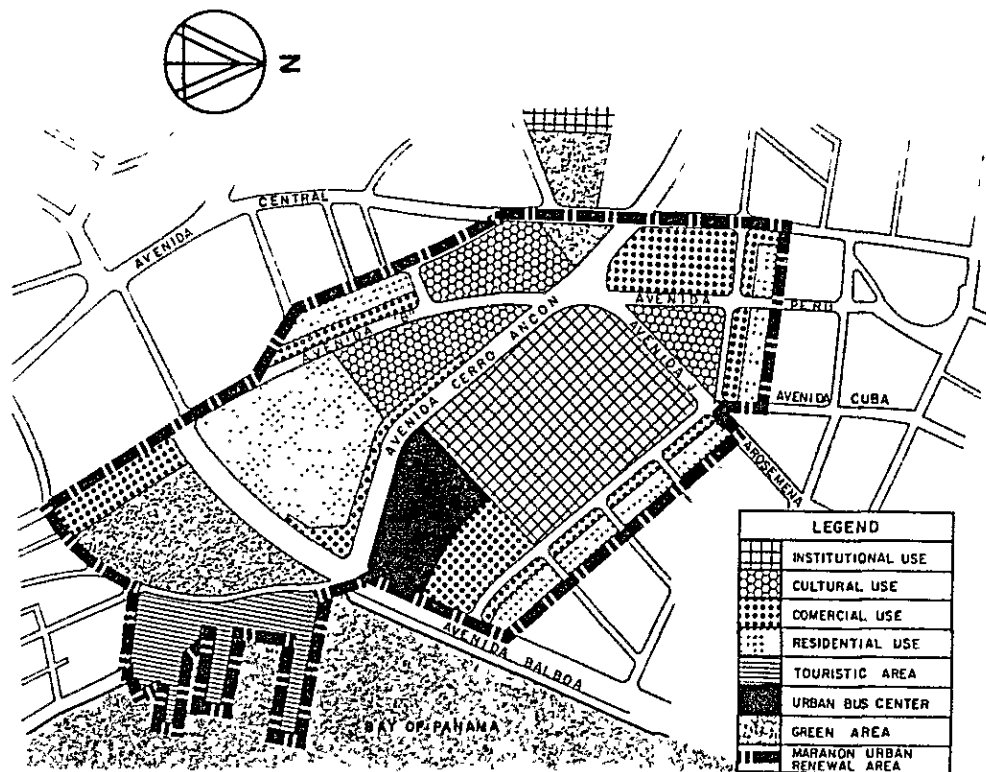 N
CENTRAL
AVENIDA
AVENIDA
PERU
AVENIDA
AVENIDA CERRO ANCON
AVENIDA J.
AVENIDA CUBA
AROSEMENA
AVENIDA BALBOA
BAY OF PANAMA
LEGEND
INSTITUTIONAL USE
CULTURAL USE
COMERCIAL USE
RESIDENTIAL USE
TOURISTIC AREA
URBAN BUS CENTER
GREEN AREA
MARANON URBAN
RENEWAL AREA